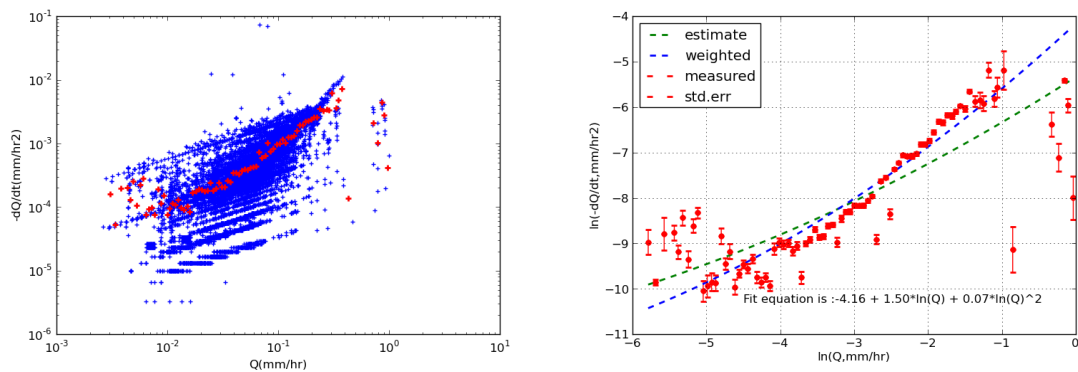 10^-1
10^-2
10^-3
10^-4
10^-5
10^-6
-dQ/dt(mm/hr2)
10^-3 10^-2 10^-1 10^0 10^1
Q(mm/hr)
-4
-5
-6
-7
-8
-9
-10
-11
ln(-dQ/dt,mm/hr2)
estimate
weighted
measured
std.err
Fit equation is :-4.16 + 1.50*ln(Q) + 0.07*ln(Q)^2
-6 -5 -4 -3 -2 -1 0
ln(Q,mm/hr)